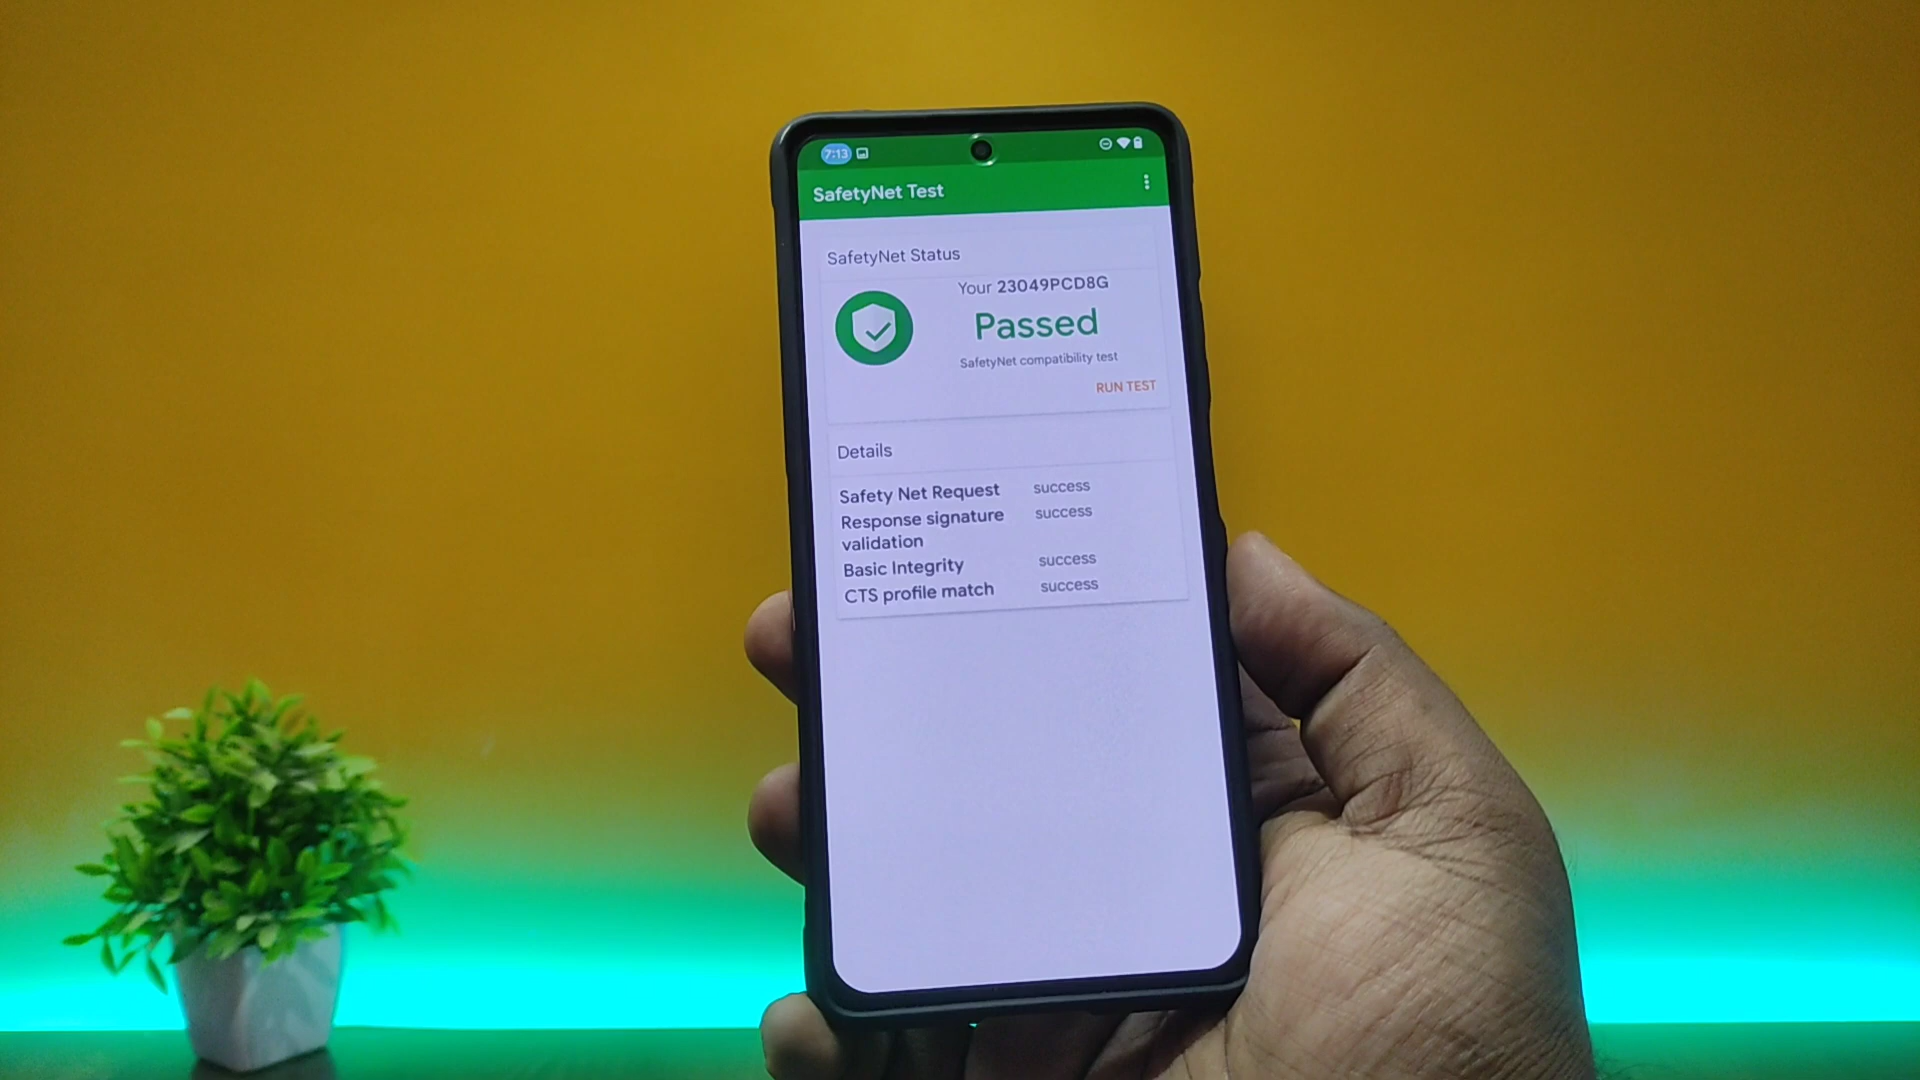 7:13
SafetyNet Test
SafetyNet Status
Your 23049PCD8G
Passed
SafetyNet compatibility test
RUN TEST
Details
Safety Net Request success
Response signature success
validation
Basic Integrity success
CTS profile match success